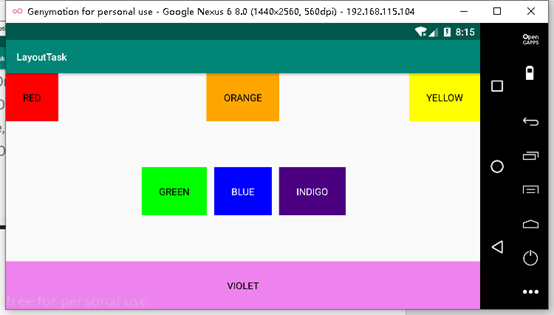 Genymotion for personal use - Google Nexus 6 8.0 (1440x2560, 560dpi) - 192.168.115.104
8:15
LayoutTask
Open
GAPPS
RED
ORANGE
YELLOW
GREEN
BLUE
INDIGO
VIOLET
free for personal use